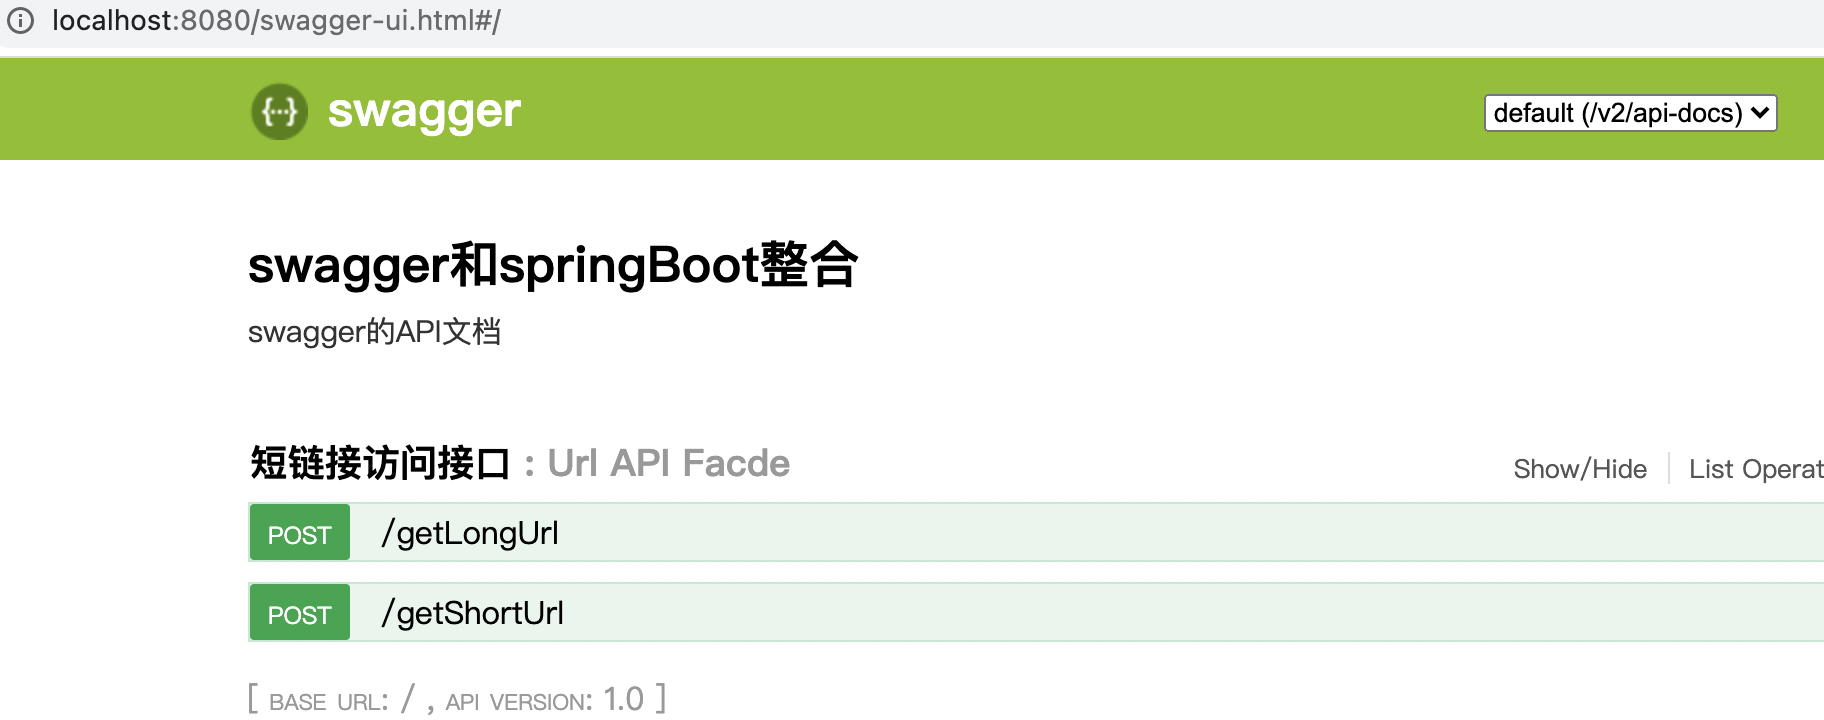 localhost:8080/swagger-ui.html#/
{···} swagger
default (/v2/api-docs)
swagger和springBoot整合
swagger的API文档
短链接访问接口 : Url API Facde
Show/Hide
List Operat
POST /getLongUrl
POST /getShortUrl
[ BASE URL: / , API VERSION: 1.0 ]